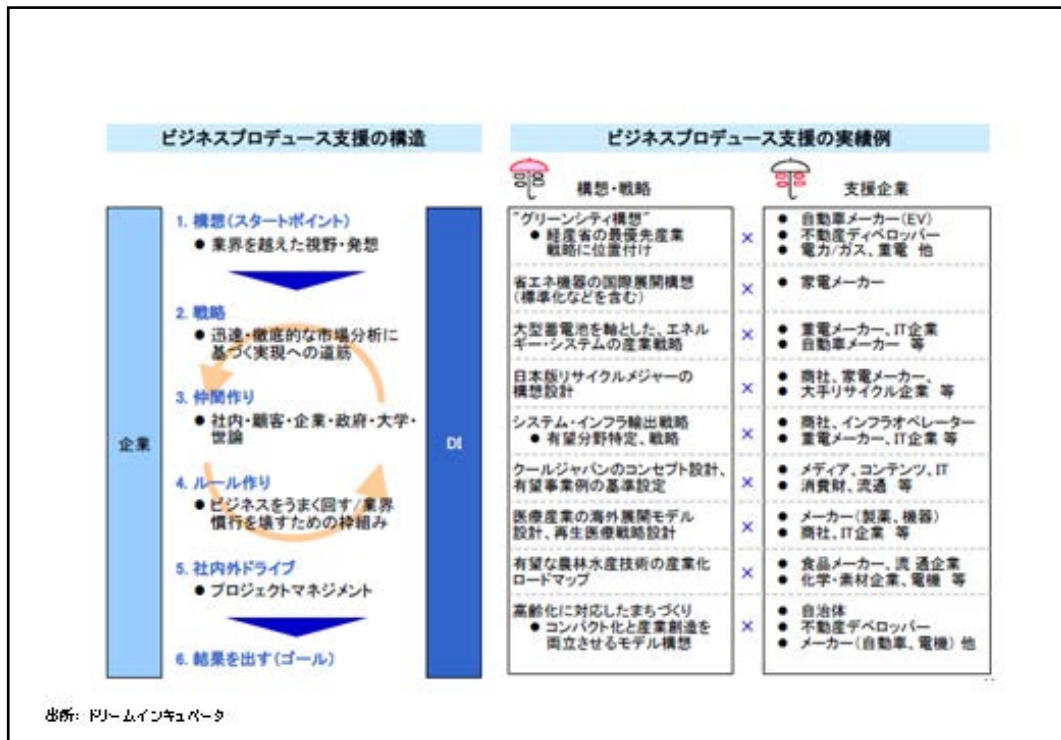 ビジネスプロデュース支援の構造
企業
1. 構想(スタートポイント)
● 業界を越えた視野・発想
2. 戦略
● 迅速・徹底的な市場分析に
基づく実現への道筋
3. 仲間作り
● 社内・顧客・企業・政府・大学・
世論
4. ルール作り
● ビジネスをうまく回す/業界
慣行を壊すための枠組み
5. 社内外ドライブ
● プロジェクトマネジメント
6. 結果を出す(ゴール)
DI
ビジネスプロデュース支援の実績例
構想・戦略
支援企業
"グリーンシティ構想"
● 経産省の最優先産業
戦略に位置付け
×
● 自動車メーカー(EV)
● 不動産ディベロッパー
● 電力/ガス、重電 他
省エネ機器の国際展開構想
(標準化などを含む)
×
● 家電メーカー
大型蓄電池を軸とした、エネル
ギー・システムの産業戦略
×
● 重電メーカー、IT企業
● 自動車メーカー 等
日本版リサイクルメジャーの
構想設計
×
● 商社、家電メーカー、
● 大手リサイクル企業 等
システム・インフラ輸出戦略
● 有望分野特定、戦略
×
● 商社、インフラオペレーター
● 重電メーカー、IT企業 等
クールジャパンのコンセプト設計、
有望事業例の基準設定
×
● メディア、コンテンツ、IT
● 消費財、流通 等
医療産業の海外展開モデル
設計、再生医療戦略設計
×
● メーカー(製薬、機器)
● 商社、IT企業 等
有望な農林水産技術の産業化
ロードマップ
×
● 食品メーカー、流通企業
● 化学・素材企業、電機 等
高齢化に対応したまちづくり
● コンパクト化と産業創造を
両立させるモデル構想
×
● 自治体
● 不動産デベロッパー
● メーカー(自動車、電機)他
出所: ドリームインキュベータ